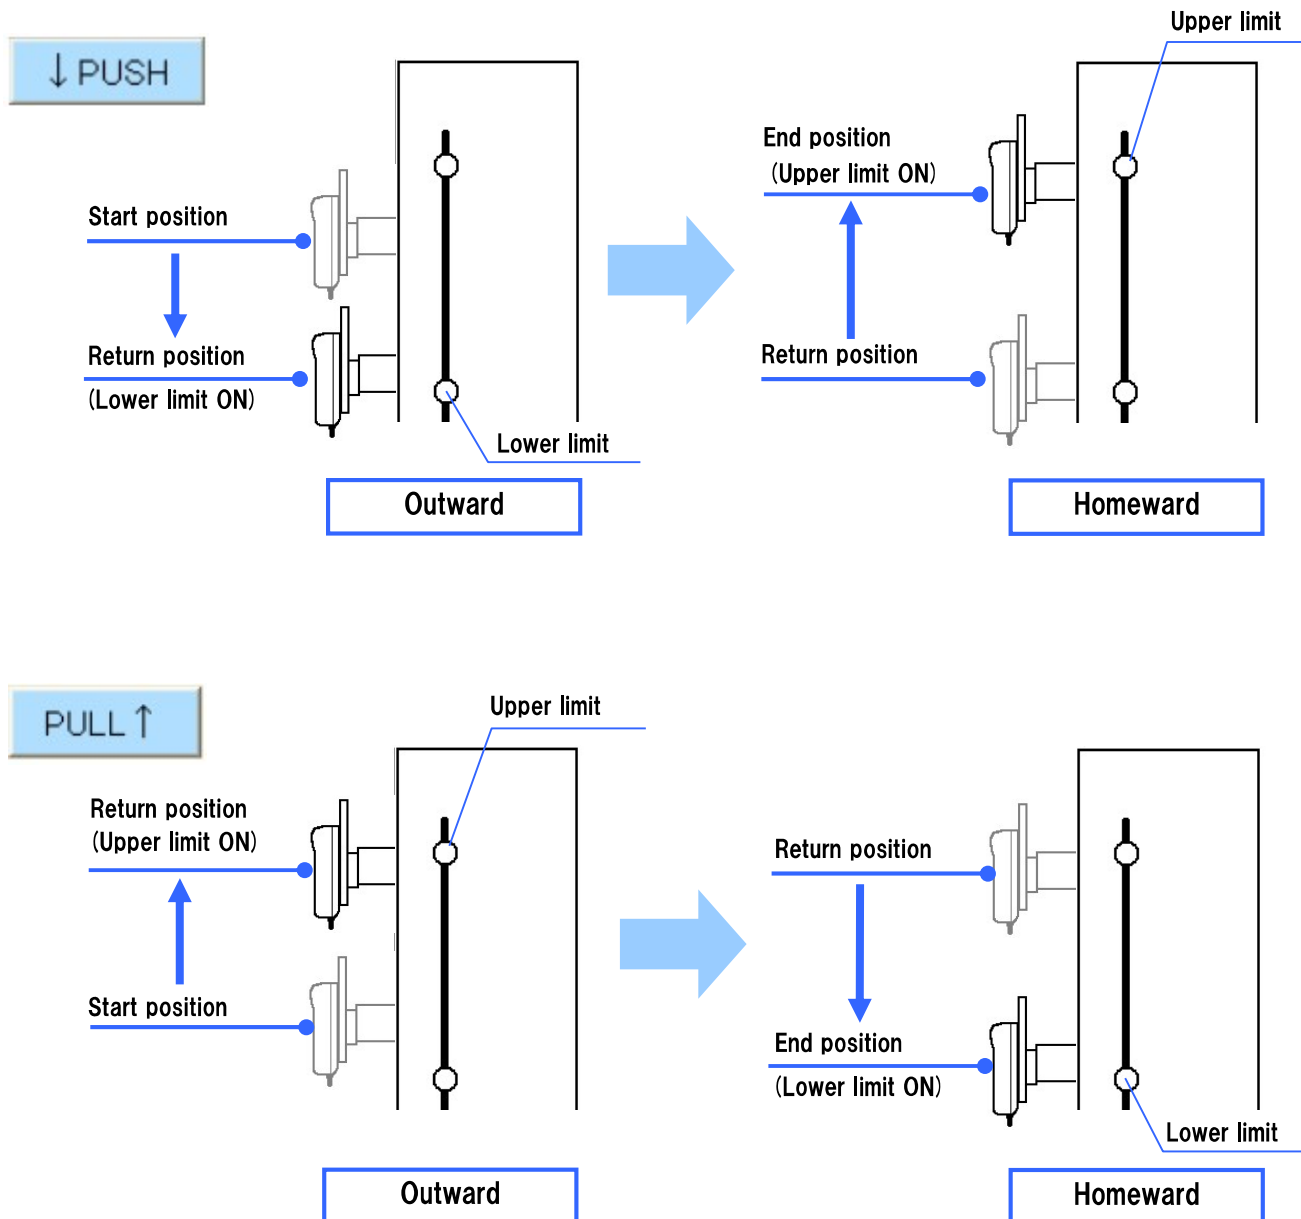 ↓PUSH
Upper limit
End position
(Upper limit ON)
Start position
Return position
(Lower limit ON)
Return position
Lower limit
Outward
Homeward
PULL↑
Upper limit
Return position
(Upper limit ON)
Return position
Start position
End position
(Lower limit ON)
Lower limit
Outward
Homeward